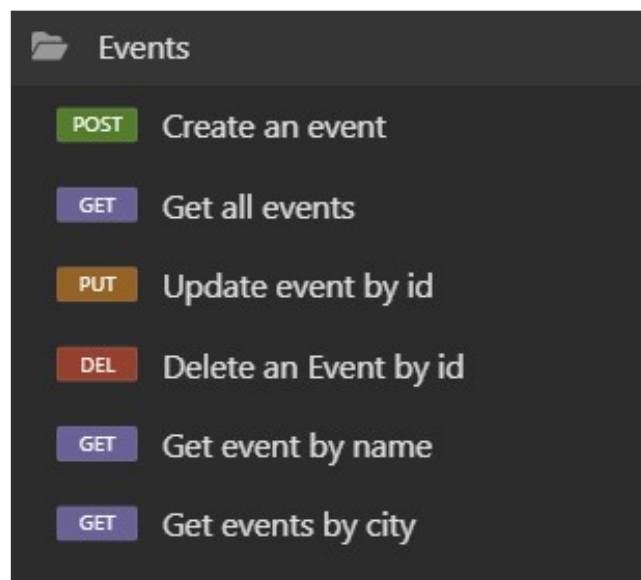 Events
POST Create an event
GET Get all events
PUT Update event by id
DEL Delete an Event by id
GET Get event by name
GET Get events by city